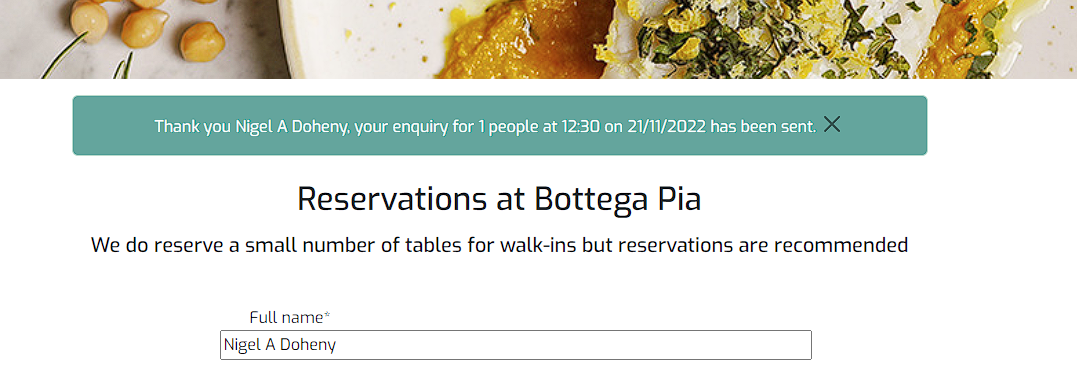 Thank you Nigel A Doheny, your enquiry for 1 people at 12:30 on 21/11/2022 has been sent.
Reservations at Bottega Pia
We do reserve a small number of tables for walk-ins but reservations are recommended
Full name*
Nigel A Doheny